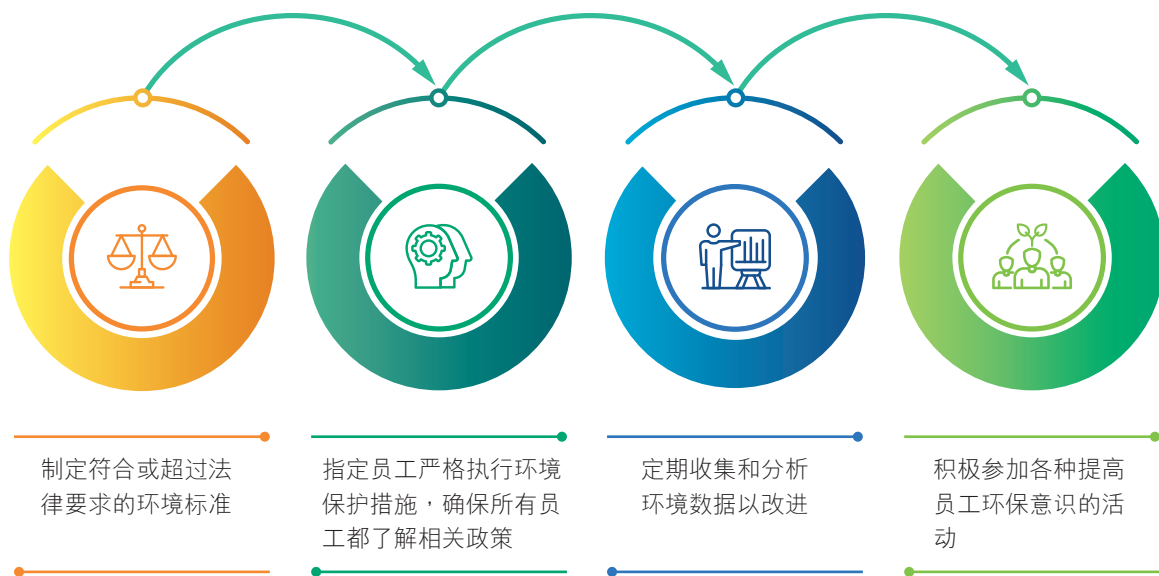 制定符合或超过法
律要求的环境标准
指定员工严格执行环境
保护措施，确保所有员
工都了解相关政策
定期收集和分析
环境数据以改进
积极参加各种提高
员工环保意识的活
动